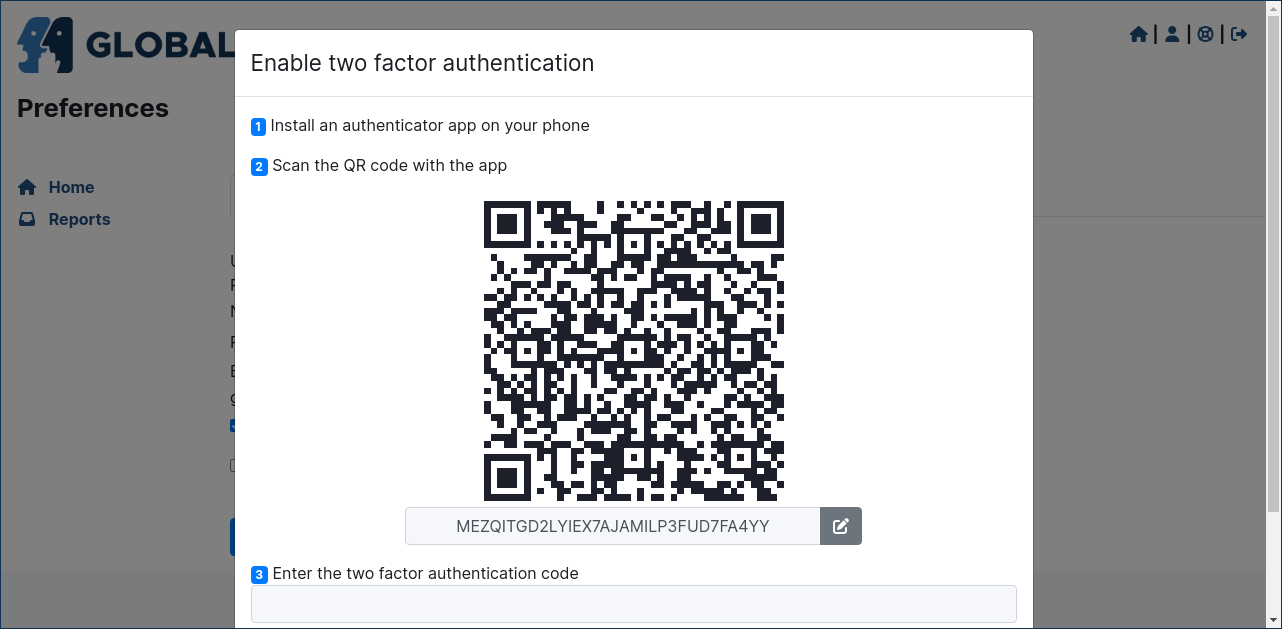 GLOBAL
Preferences
Home
Reports
Enable two factor authentication
1 Install an authenticator app on your phone
2 Scan the QR code with the app
MEZQITGD2LYIEX7AJAMILP3FUD7FA4YY
3 Enter the two factor authentication code